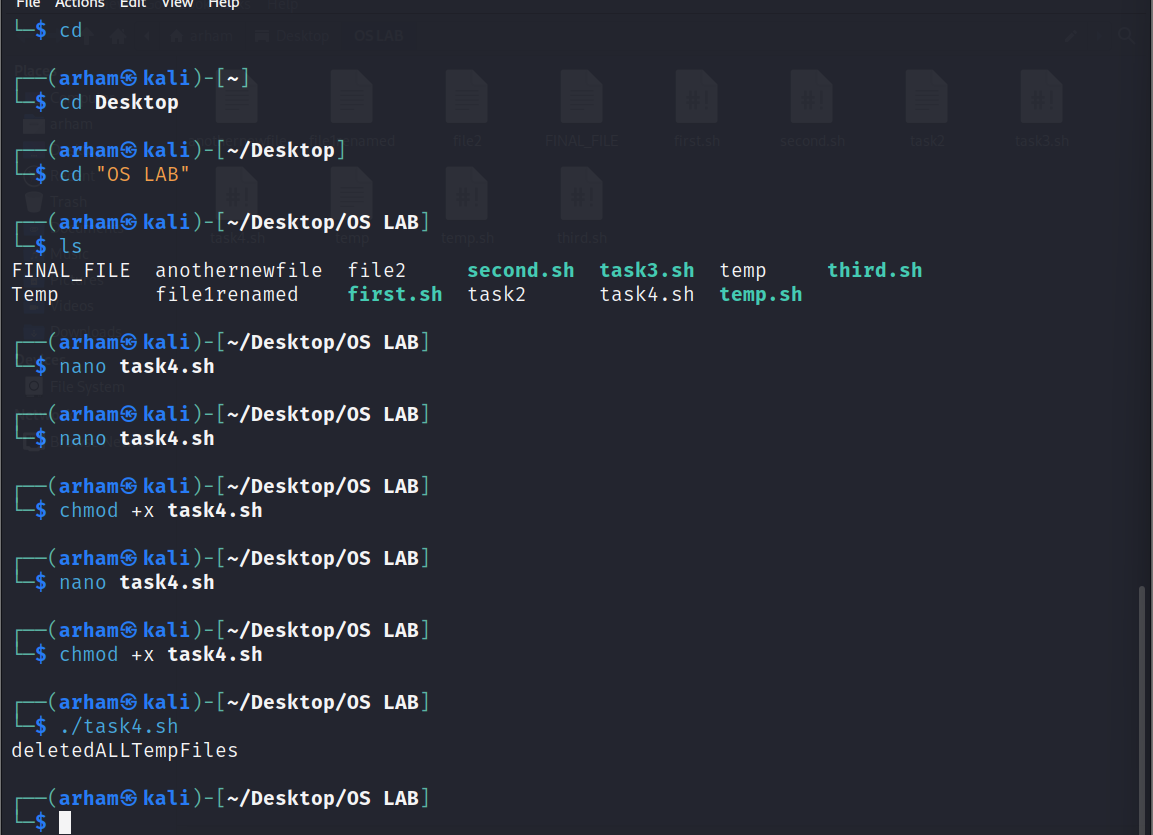 File Actions Edit View Help
└─$ cd
┌──(arham㉿kali)-[~]
└─$ cd Desktop
┌──(arham㉿kali)-[~/Desktop]
└─$ cd "OS LAB"
┌──(arham㉿kali)-[~/Desktop/OS LAB]
└─$ ls
FINAL_FILE anothernewfile file2 second.sh task3.sh temp third.sh
Temp file1renamed first.sh task2 task4.sh temp.sh
┌──(arham㉿kali)-[~/Desktop/OS LAB]
└─$ nano task4.sh
┌──(arham㉿kali)-[~/Desktop/OS LAB]
└─$ nano task4.sh
┌──(arham㉿kali)-[~/Desktop/OS LAB]
└─$ chmod +x task4.sh
┌──(arham㉿kali)-[~/Desktop/OS LAB]
└─$ nano task4.sh
┌──(arham㉿kali)-[~/Desktop/OS LAB]
└─$ chmod +x task4.sh
┌──(arham㉿kali)-[~/Desktop/OS LAB]
└─$ ./task4.sh
deletedALLTempFiles
┌──(arham㉿kali)-[~/Desktop/OS LAB]
└─$